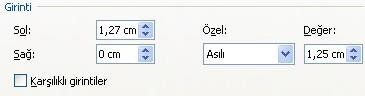 Girinti
Sol: 1,27 cm Özel: Değer:
Sağ: 0 cm Asılı 1,25 cm
Karşılıklı girintiler